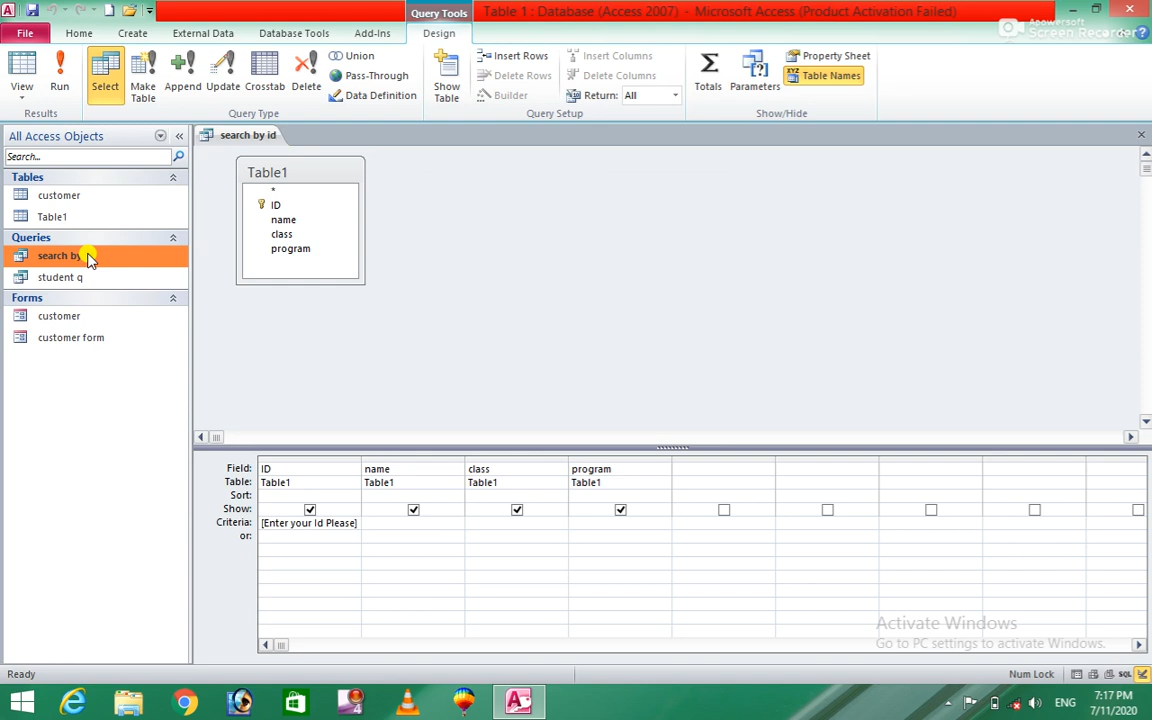 Query Tools
Table 1 : Database (Access 2007) - Microsoft Access (Product Activation Failed)
File Home Create External Data Database Tools Add-Ins Design
Apowersoft
Screen Recorder
View Run Select Make Table Append Update Crosstab Delete
Union
Pass-Through
Data Definition
Show Table
Insert Rows
Delete Rows
Builder
Insert Columns
Delete Columns
Return: All
Totals Parameters
Property Sheet
Table Names
Results Query Type Query Setup Show/Hide
All Access Objects
Search...
Tables
customer
Table1
Queries
search by
student q
Forms
customer
customer form
search by id
Table1
*
ID
name
class
program
Field: ID name class program
Table: Table1 Table1 Table1 Table1
Sort:
Show:
Criteria: [Enter your Id Please]
or:
Activate Windows
Go to PC settings to activate Windows.
Ready Num Lock SQL
ENG 7:17 PM
7/11/2020